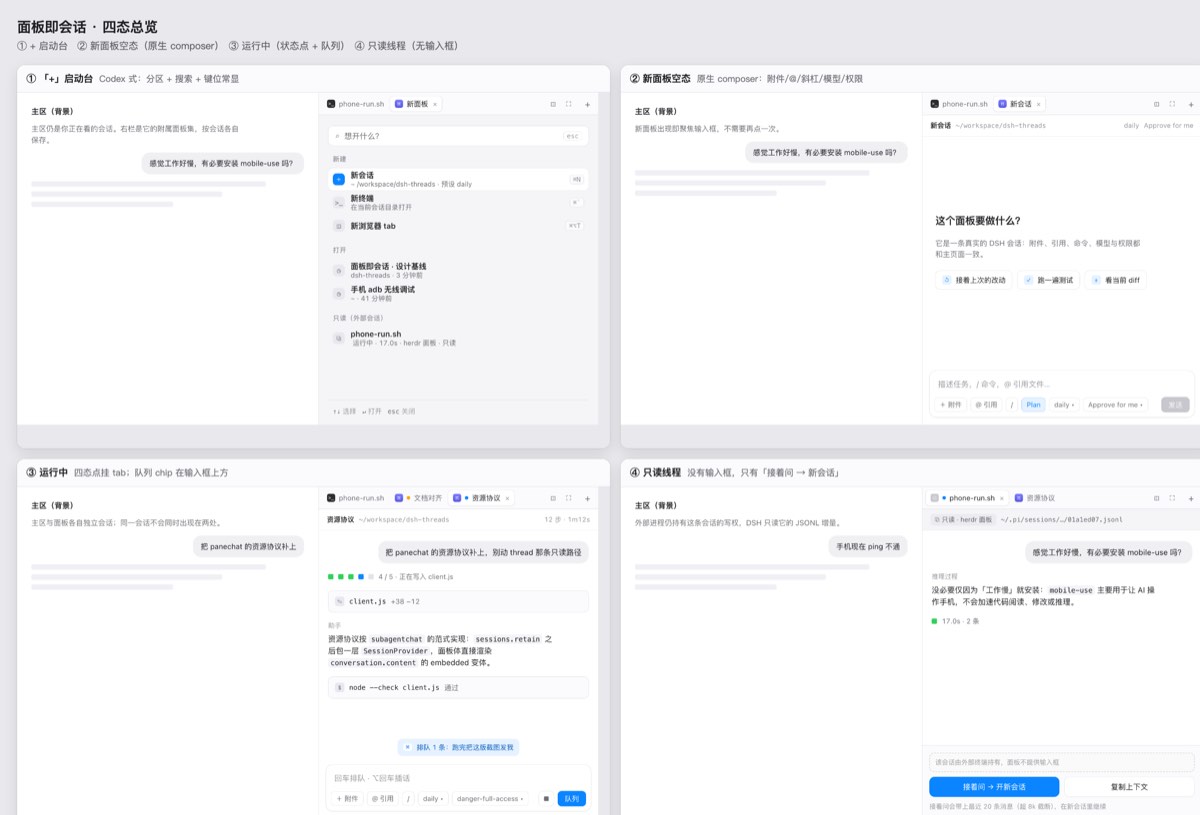 面板即会话 · 四态总览
① + 启动台 ② 新面板空态（原生 composer） ③ 运行中（状态点 + 队列） ④ 只读线程（无输入框）
① 「+」启动台 Codex 式：分区 + 搜索 + 键位常显
主区（背景）
主区仍是你正在看的会话。右栏是它的附属面板集，按会话各自
保存。
感觉工作好慢，有必要安装 mobile-use 吗？
phone-run.sh 新面板 ×
想开什么？ esc
新建
新会话
~/workspace/dsh-threads · 预设 daily
⌘N
新终端
在当前会话目录打开
新浏览器 tab
⌘T
打开
面板即会话 · 设计基线
dsh-threads · 3 分钟前
手机 adb 无线调试
~ · 41 分钟前
只读（外部会话）
phone-run.sh
运行中 · 17.0s · herdr 面板 · 只读
↑↓ 选择 ↵ 打开 esc 关闭
② 新面板空态 原生 composer：附件/@/斜杠/模型/权限
主区（背景）
新面板出现即聚焦输入框，不需要再点一次。
感觉工作好慢，有必要安装 mobile-use 吗？
phone-run.sh 新会话 ×
新会话 ~/workspace/dsh-threads daily Approve for me
这个面板要做什么？
它是一条真实的 DSH 会话：附件、引用、命令、模型与权限都
和主页面一致。
接着上次的改动 跑一遍测试 看当前 diff
描述任务，/ 命令，@ 引用文件…
+ 附件 @ 引用 / Plan daily Approve for me 发送
③ 运行中 四态点挂 tab；队列 chip 在输入框上方
主区（背景）
主区与面板各自独立会话；同一会话不会同时出现在两处。
把 panechat 的资源协议补上
phone-run.sh 文档对齐 资源协议 ×
资源协议 ~/workspace/dsh-threads 12 步 · 1m12s
把 panechat 的资源协议补上，别动 thread 那条只读路径
4 / 5 · 正在写入 client.js
client.js +38 −12
助手
资源协议按 subagentchat 的范式实现：sessions.retain 之
后包一层 SessionProvider，面板体直接渲染
conversation.content 的 embedded 变体。
$ node --check client.js 通过
排队 1 条：跑完把这版截图发我
回车排队 · ⌥回车插话
+ 附件 @ 引用 / daily danger-full-access 队列
④ 只读线程 没有输入框，只有「接着问 → 新会话」
主区（背景）
外部进程仍持有这条会话的写权，DSH 只读它的 JSONL 增量。
手机现在 ping 不通
phone-run.sh × 资源协议
只读 · herdr 面板 ~/.pi/sessions/…/01a1ed07.jsonl
感觉工作好慢，有必要安装 mobile-use 吗？
推理过程
没必要仅因为「工作慢」就安装：mobile-use 主要用于让 AI 操
作手机，不会加速代码阅读、修改或推理。
17.0s · 2 条
该会话由外部终端持有，面板不提供输入框
接着问 → 开新会话 复制上下文
接着问会带上最近 20 条消息（超 8k 截断），在新会话里继续